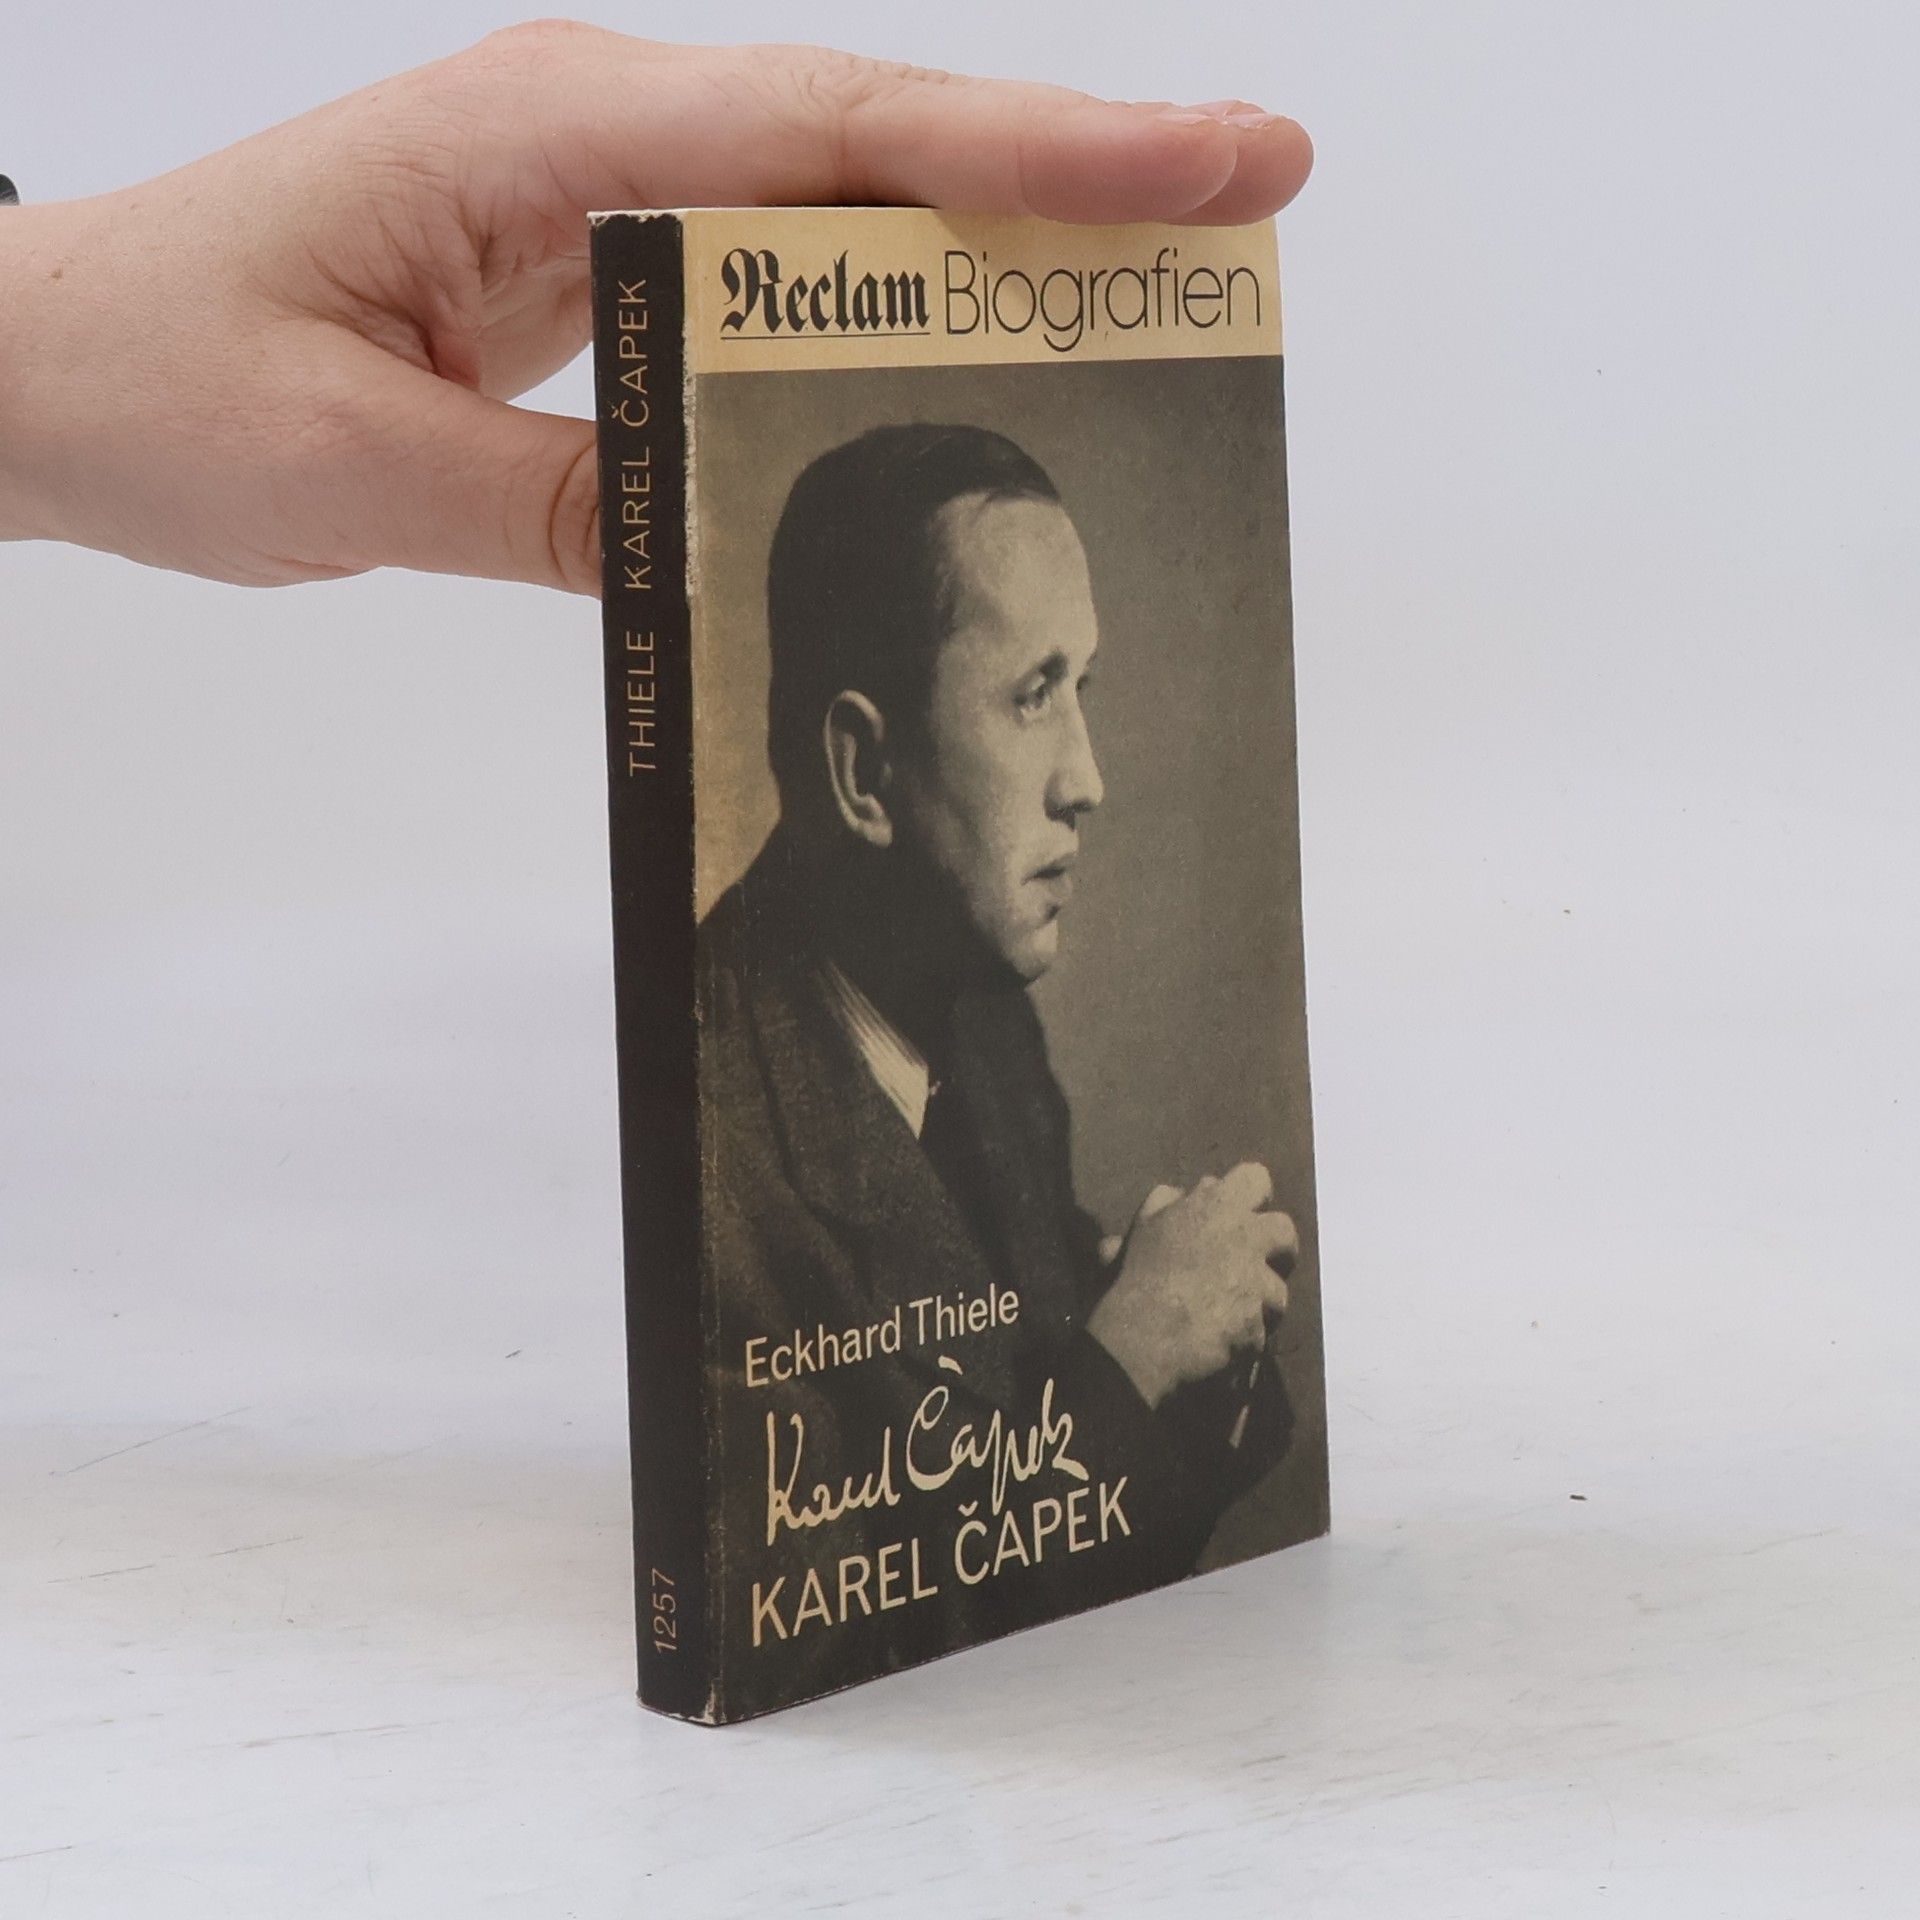 Reclam Biografien
Eckhard Thiele
Karel Čapek
KAREL ČAPEK
THIELE KAREL ČAPEK
1257